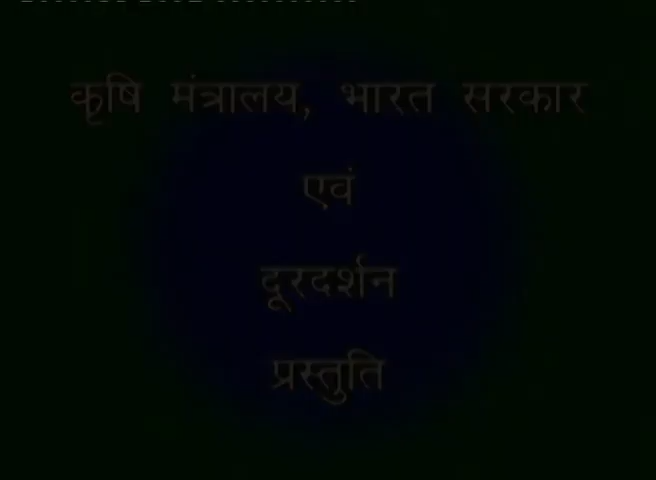 कृषि मंत्रालय, भारत सरकार
एवं
दूरदर्शन
प्रस्तुति